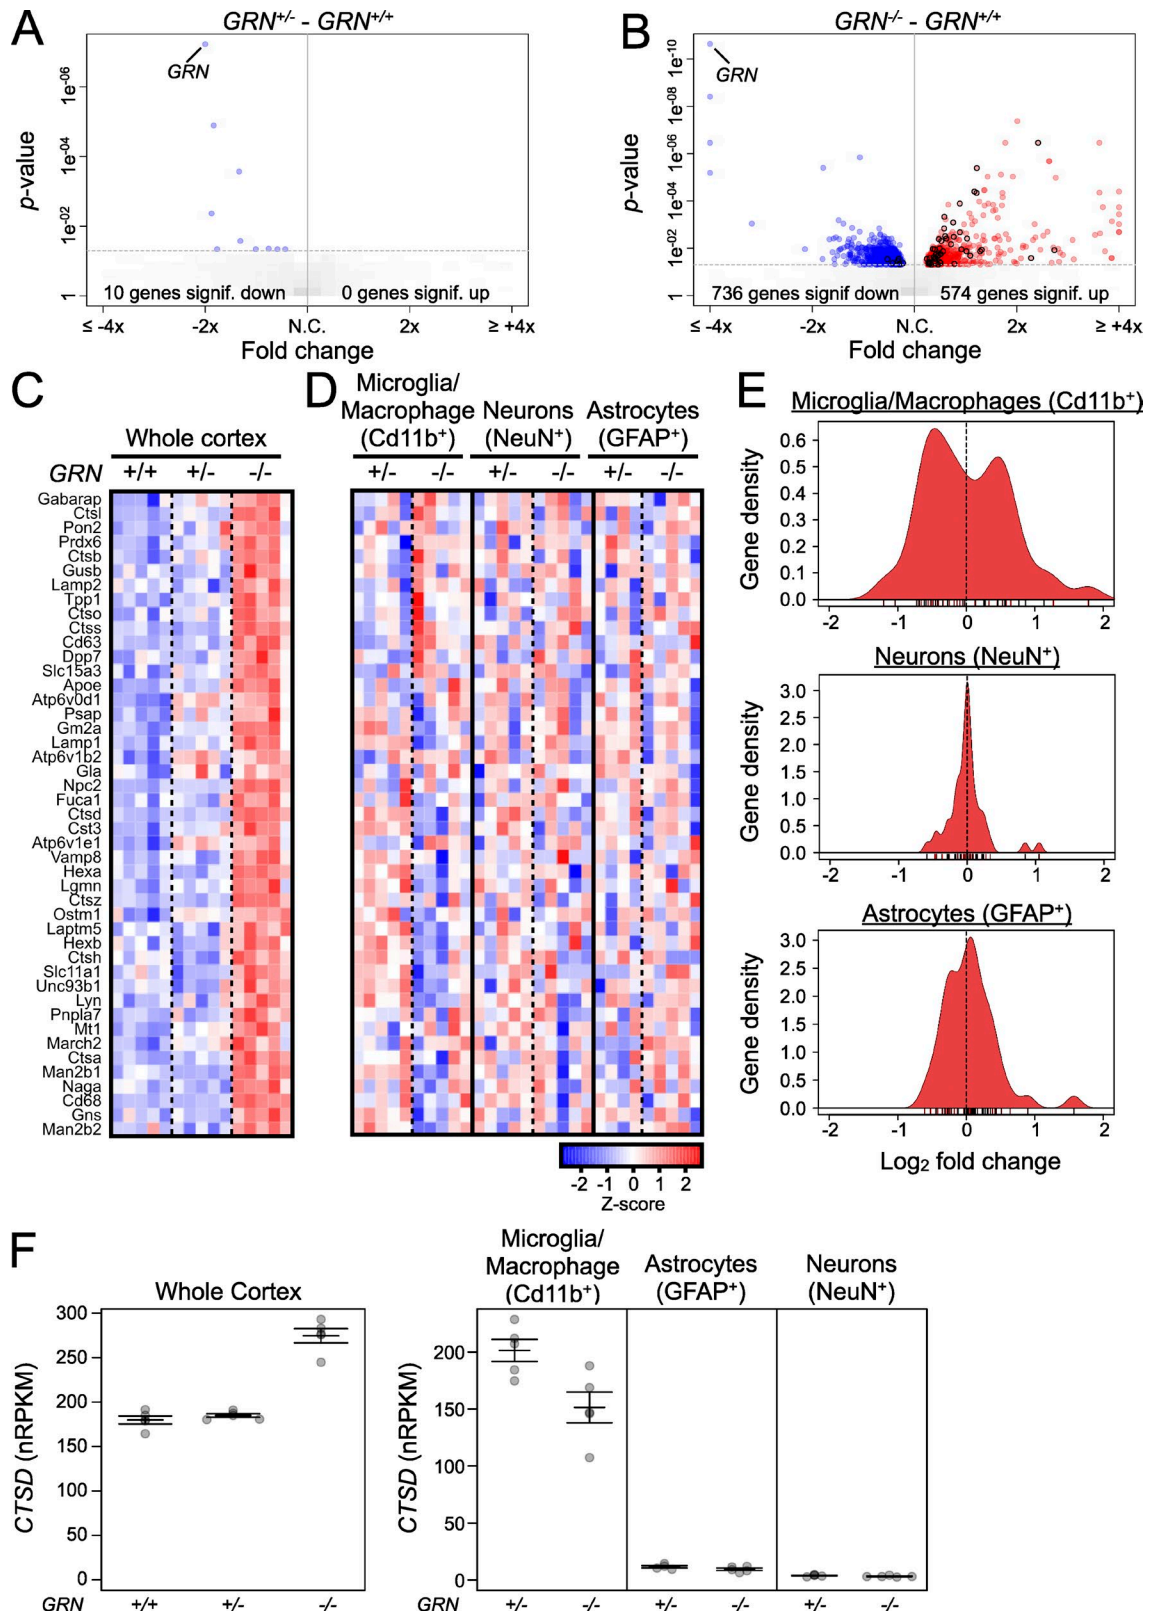 A
GRN+/- - GRN+/+
GRN
p-value
1e-06
1e-04
1e-02
1
10 genes signif. down
0 genes signif. up
≤ -4x
-2x
N.C.
2x
≥ +4x
Fold change
B
GRN-/- - GRN+/+
GRN
p-value
1e-10
1e-08
1e-06
1e-04
1e-02
1
736 genes signif down
574 genes signif. up
≤ -4x
-2x
N.C.
2x
≥ +4x
Fold change
C
Whole cortex
GRN +/+ +/- -/-
Gabarap
Ctsl
Pon2
Prdx6
Ctsb
Gusb
Lamp2
Tpp1
Ctso
Ctss
Cd63
Dpp7
Slc15a3
Apoe
Atp6v0d1
Psap
Gm2a
Lamp1
Atp6v1b2
Gla
Npc2
Fuca1
Ctsd
Cst3
Atp6v1e1
Vamp8
Hexa
Lgmn
Ctsz
Ostm1
Laptm5
Hexb
Ctsh
Slc11a1
Unc93b1
Lyn
Pnpla7
Mt1
March2
Ctsa
Man2b1
Naga
Cd68
Gns
Man2b2
D
Microglia/
Macrophage
(Cd11b+)
Neurons
(NeuN+)
Astrocytes
(GFAP+)
+/- -/- +/- -/- +/- -/-
-2 -1 0 1 2
Z-score
E
Microglia/Macrophages (Cd11b+)
Gene density
0.6
0.5
0.4
0.3
0.2
0.1
0.0
-2 -1 0 1 2
Neurons (NeuN+)
Gene density
3.0
2.5
2.0
1.5
1.0
0.5
0.0
-2 -1 0 1 2
Astrocytes (GFAP+)
Gene density
3.0
2.5
2.0
1.5
1.0
0.5
0.0
-2 -1 0 1 2
Log2 fold change
F
Whole Cortex
CTSD (nRPKM)
300
250
200
150
100
50
0
GRN +/+ +/- -/-
Microglia/
Macrophage
(Cd11b+)
Astrocytes
(GFAP+)
Neurons
(NeuN+)
CTSD (nRPKM)
200
150
100
50
0
GRN +/- -/- +/- -/- +/- -/-